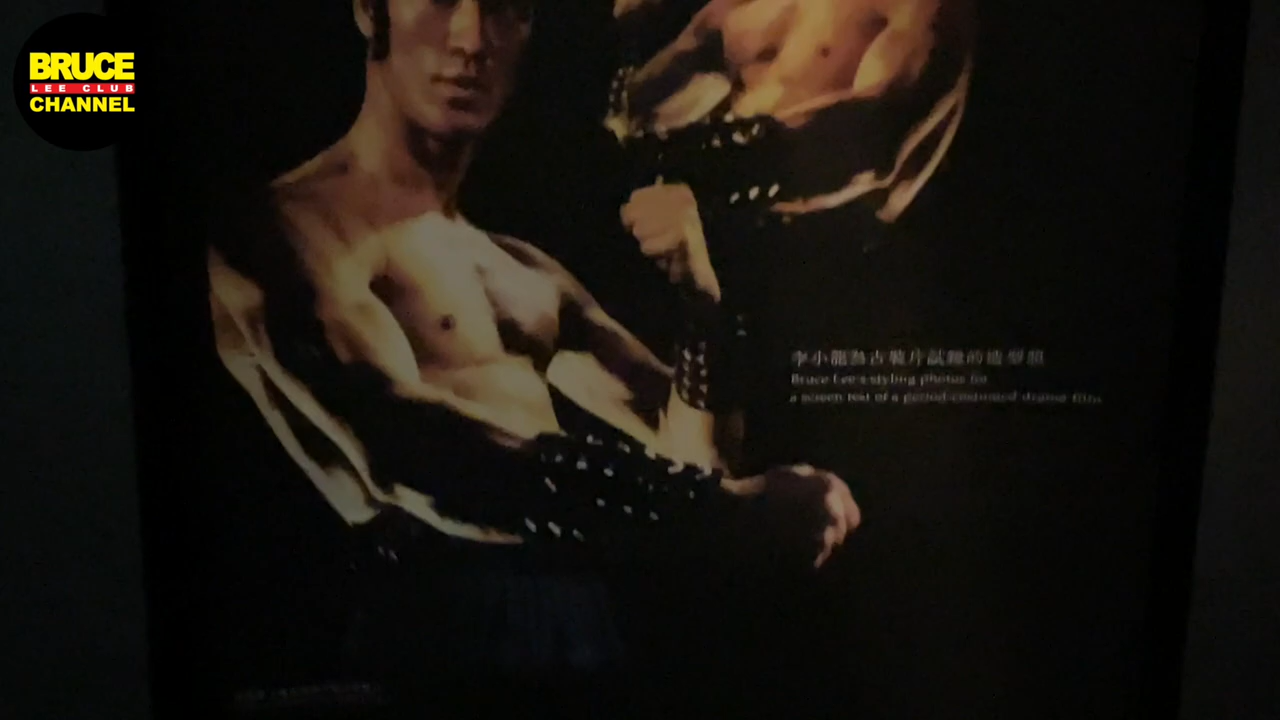 BRUCE
LEE CLUB
CHANNEL
李小龍為古裝片試鏡的造型照
Bruce Lee's styling photos for
a screen test of a period-costumed drama film